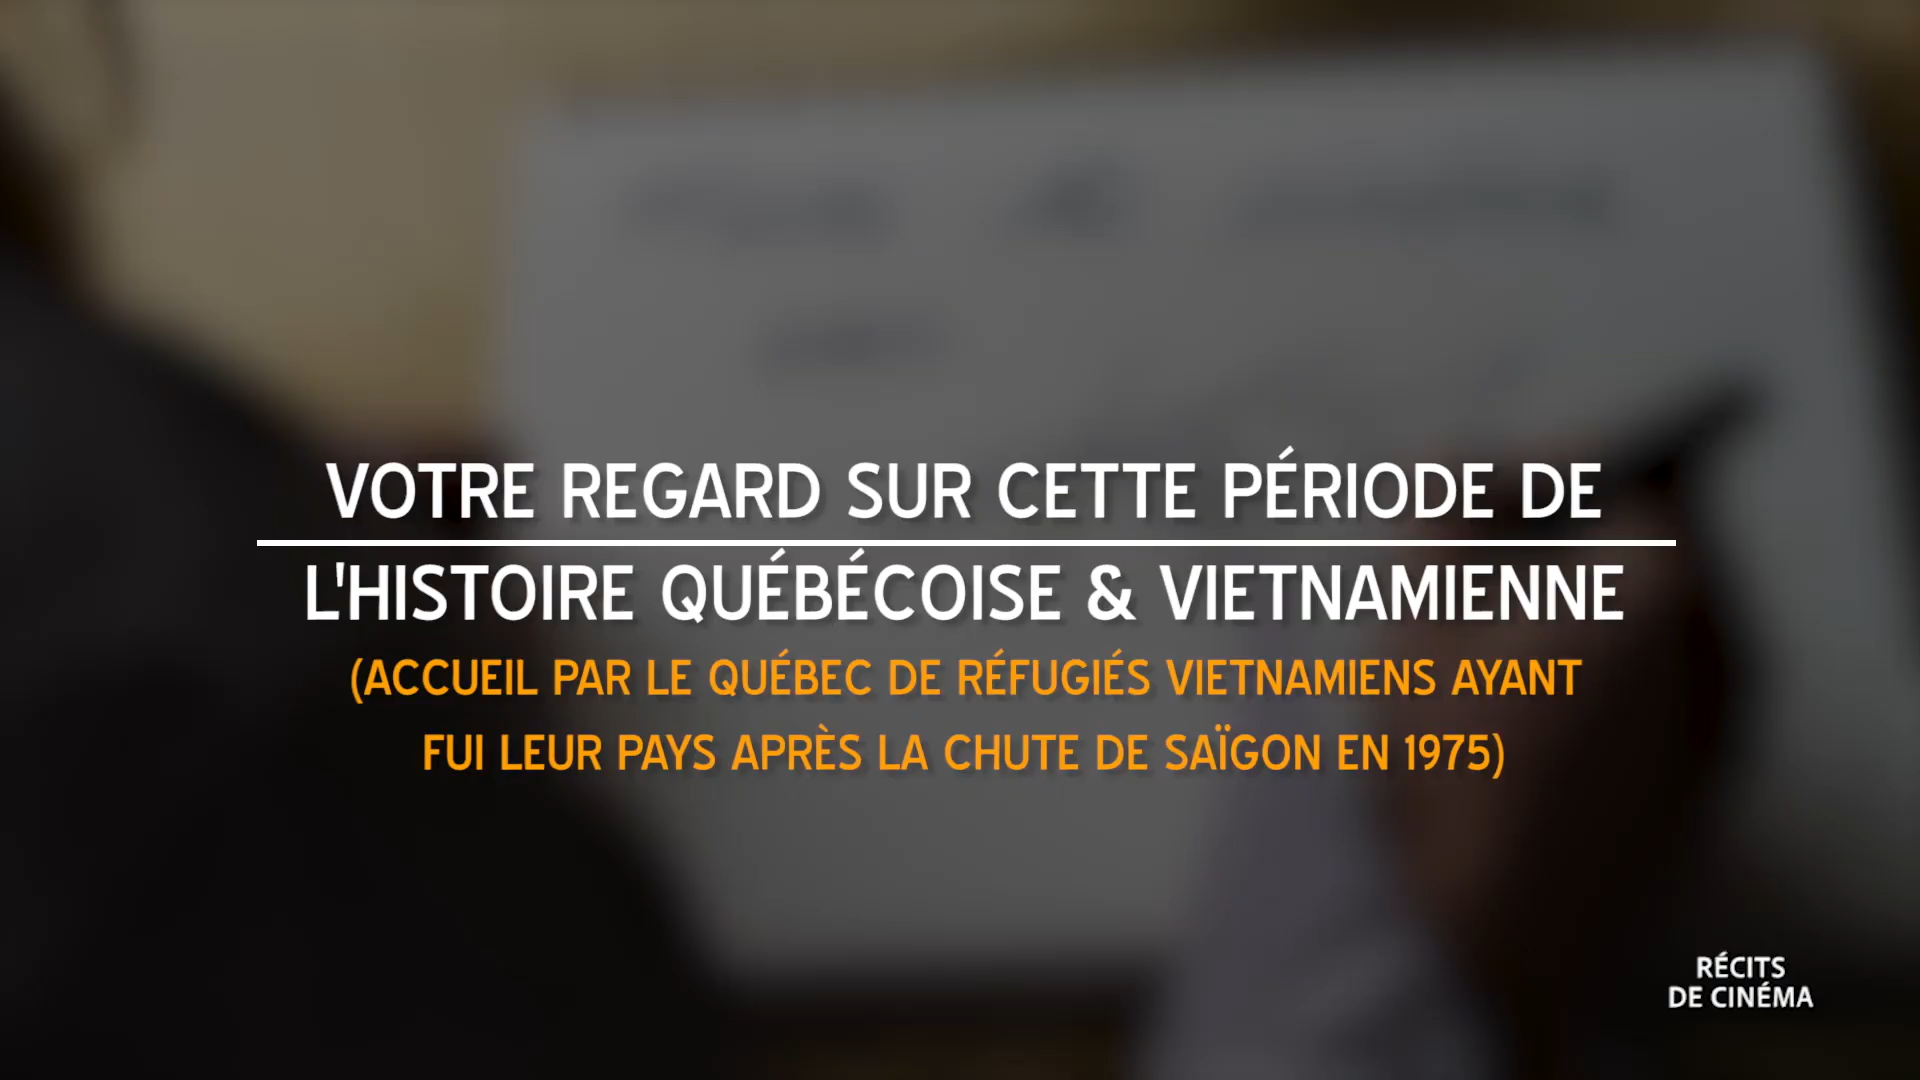 VOTRE REGARD SUR CETTE PÉRIODE DE
L'HISTOIRE QUÉBÉCOISE & VIETNAMIENNE
(ACCUEIL PAR LE QUÉBEC DE RÉFUGIÉS VIETNAMIENS AYANT
FUI LEUR PAYS APRÈS LA CHUTE DE SAÏGON EN 1975)
RÉCITS
DE CINÉMA